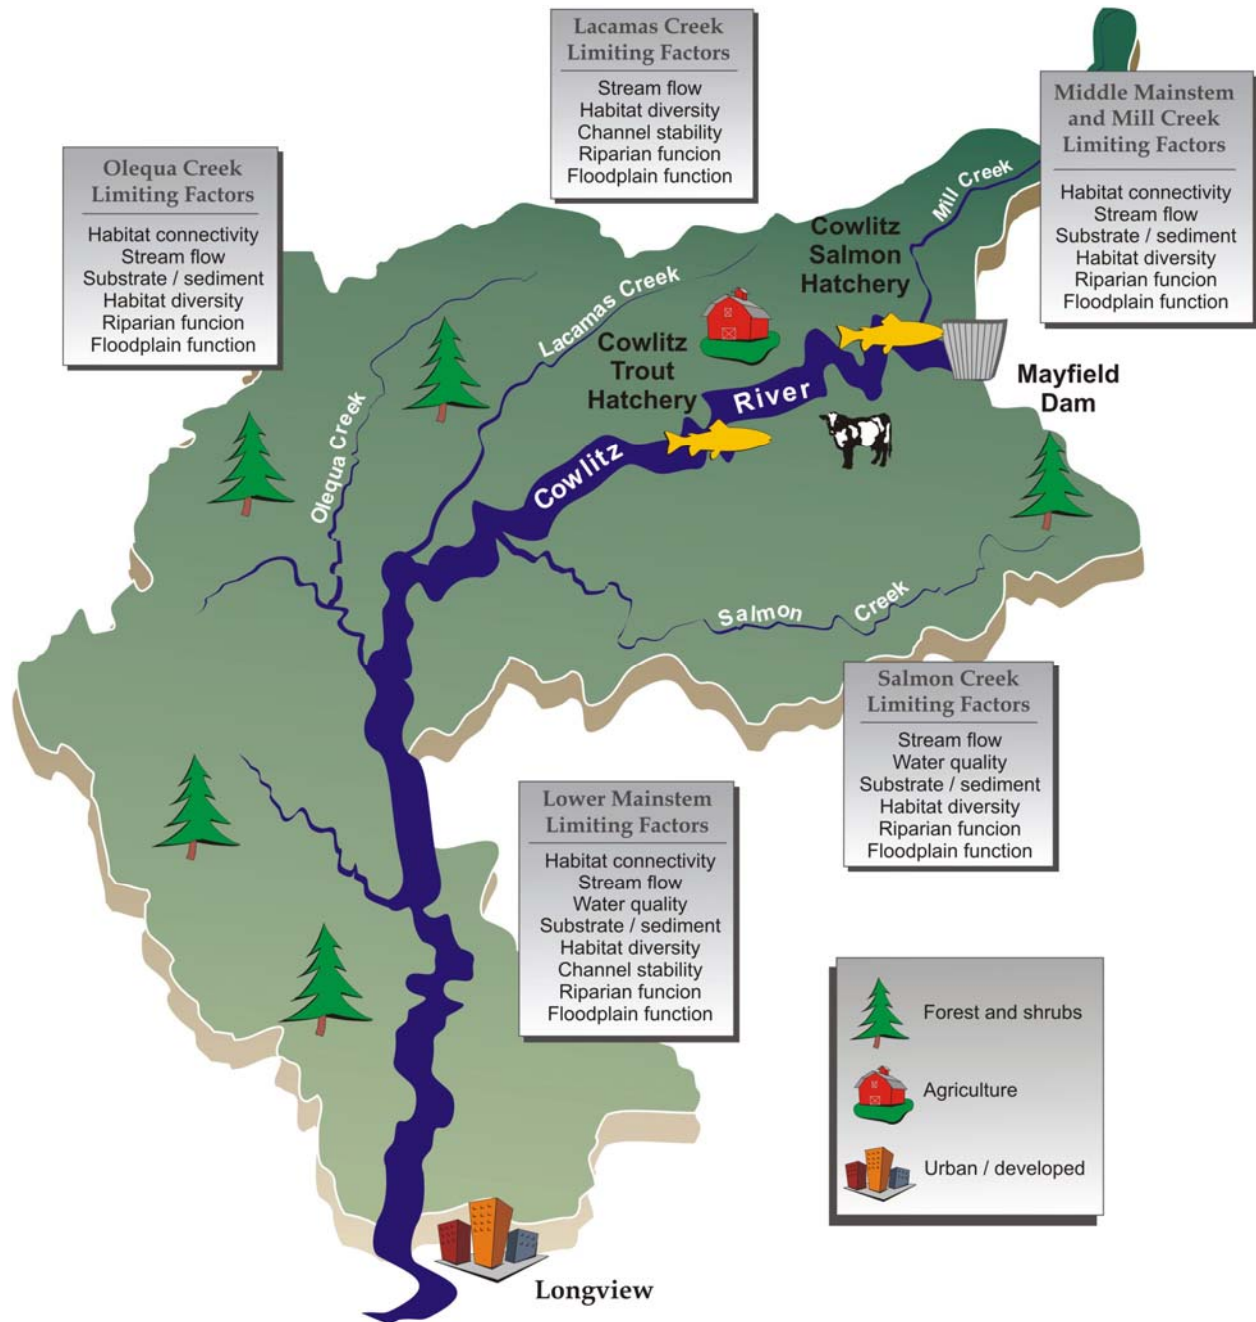 Lacamas Creek
Limiting Factors
Stream flow
Habitat diversity
Channel stability
Riparian funcion
Floodplain function
Middle Mainstem
and Mill Creek
Limiting Factors
Habitat connectivity
Stream flow
Substrate / sediment
Habitat diversity
Riparian funcion
Floodplain function
Olequa Creek
Limiting Factors
Habitat connectivity
Stream flow
Substrate / sediment
Habitat diversity
Riparian funcion
Floodplain function
Mill Creek
Cowlitz
Salmon
Hatchery
Lacamas Creek
Cowlitz
Trout
Hatchery
River
Mayfield
Dam
Olequa Creek
Cowlitz
Salmon Creek
Salmon Creek
Limiting Factors
Stream flow
Water quality
Substrate / sediment
Habitat diversity
Riparian funcion
Floodplain function
Lower Mainstem
Limiting Factors
Habitat connectivity
Stream flow
Water quality
Substrate / sediment
Habitat diversity
Channel stability
Riparian funcion
Floodplain function
Forest and shrubs
Agriculture
Urban / developed
Longview